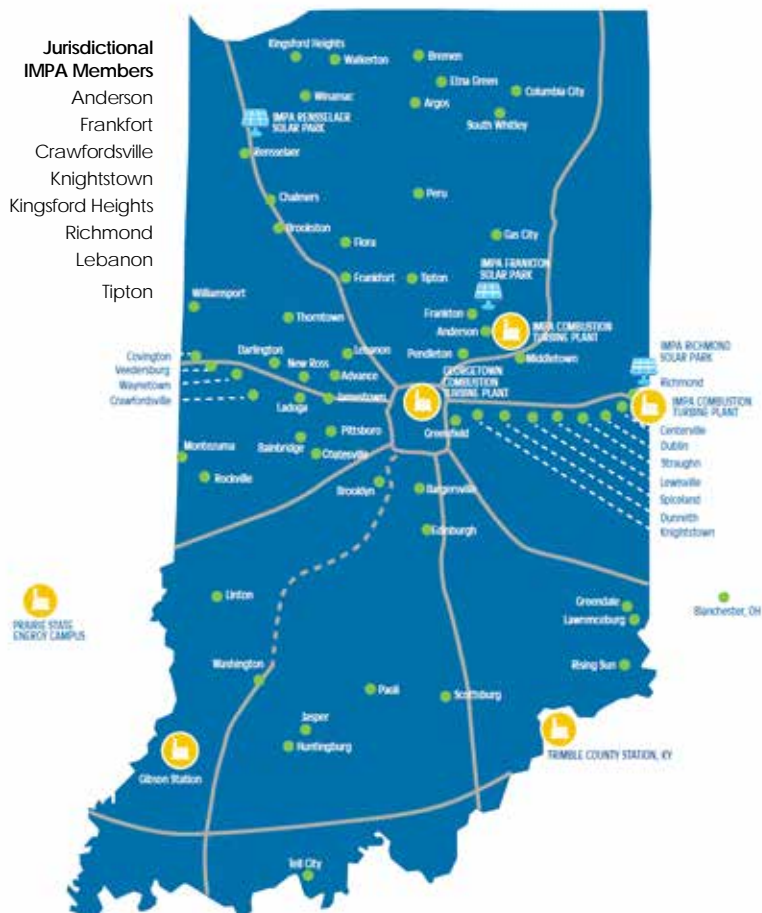 Jurisdictional
IMPA Members
Anderson
Frankfort
Crawfordsville
Knightstown
Kingsford Heights
Richmond
Lebanon
Tipton
Kingsford Heights
Walkerton
Bremen
Etna Green
Columbia City
Winamac
Argos
South Whitley
IMPA RENSSELAER
SOLAR PARK
Rensselaer
Peru
Chalmers
Brookston
Flora
Gas City
IMPA FRANKTON
SOLAR PARK
Frankfort
Tipton
Williamsport
Thorntown
Frankton
Anderson
IMPA COMBUSTION
TURBINE PLANT
Pendleton
Middletown
IMPA RICHMOND
SOLAR PARK
Richmond
IMPA COMBUSTION
TURBINE PLANT
Covington
Veedersburg
Waynetown
Crawfordsville
Darlington
New Ross
Lebanon
Advance
Ladoga
Jamestown
GEORGETOWN
COMBUSTION
TURBINE PLANT
Greenfield
Centerville
Dublin
Straughn
Lewisville
Spiceland
Dunreith
Knightstown
Pittsboro
Bainbridge
Coatesville
Montezuma
Rockville
Brooklyn
Bargersville
Edinburgh
PRAIRIE STATE
ENERGY CAMPUS
Linton
Greendale
Lawrenceburg
Blanchester, OH
Washington
Rising Sun
Paoli
Scottsburg
Jasper
Huntingburg
Gibson Station
TRIMBLE COUNTY STATION, KY
Tell City